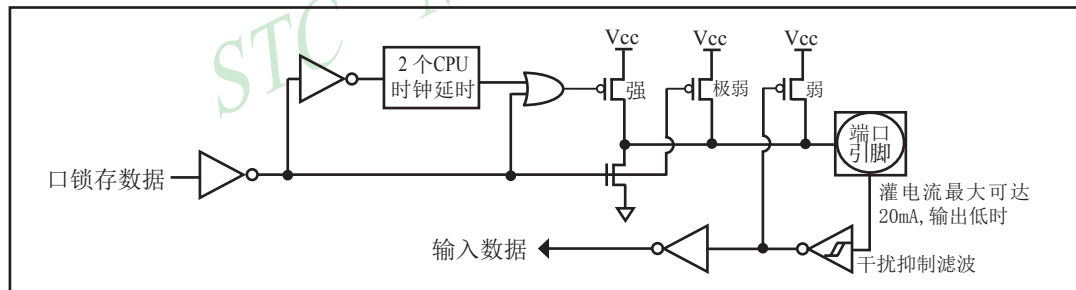 STC
Vcc
Vcc
Vcc
2 个CPU
时钟延时
强
极弱
弱
端口
引脚
口锁存数据
灌电流最大可达
20mA,输出低时
输入数据
干扰抑制滤波